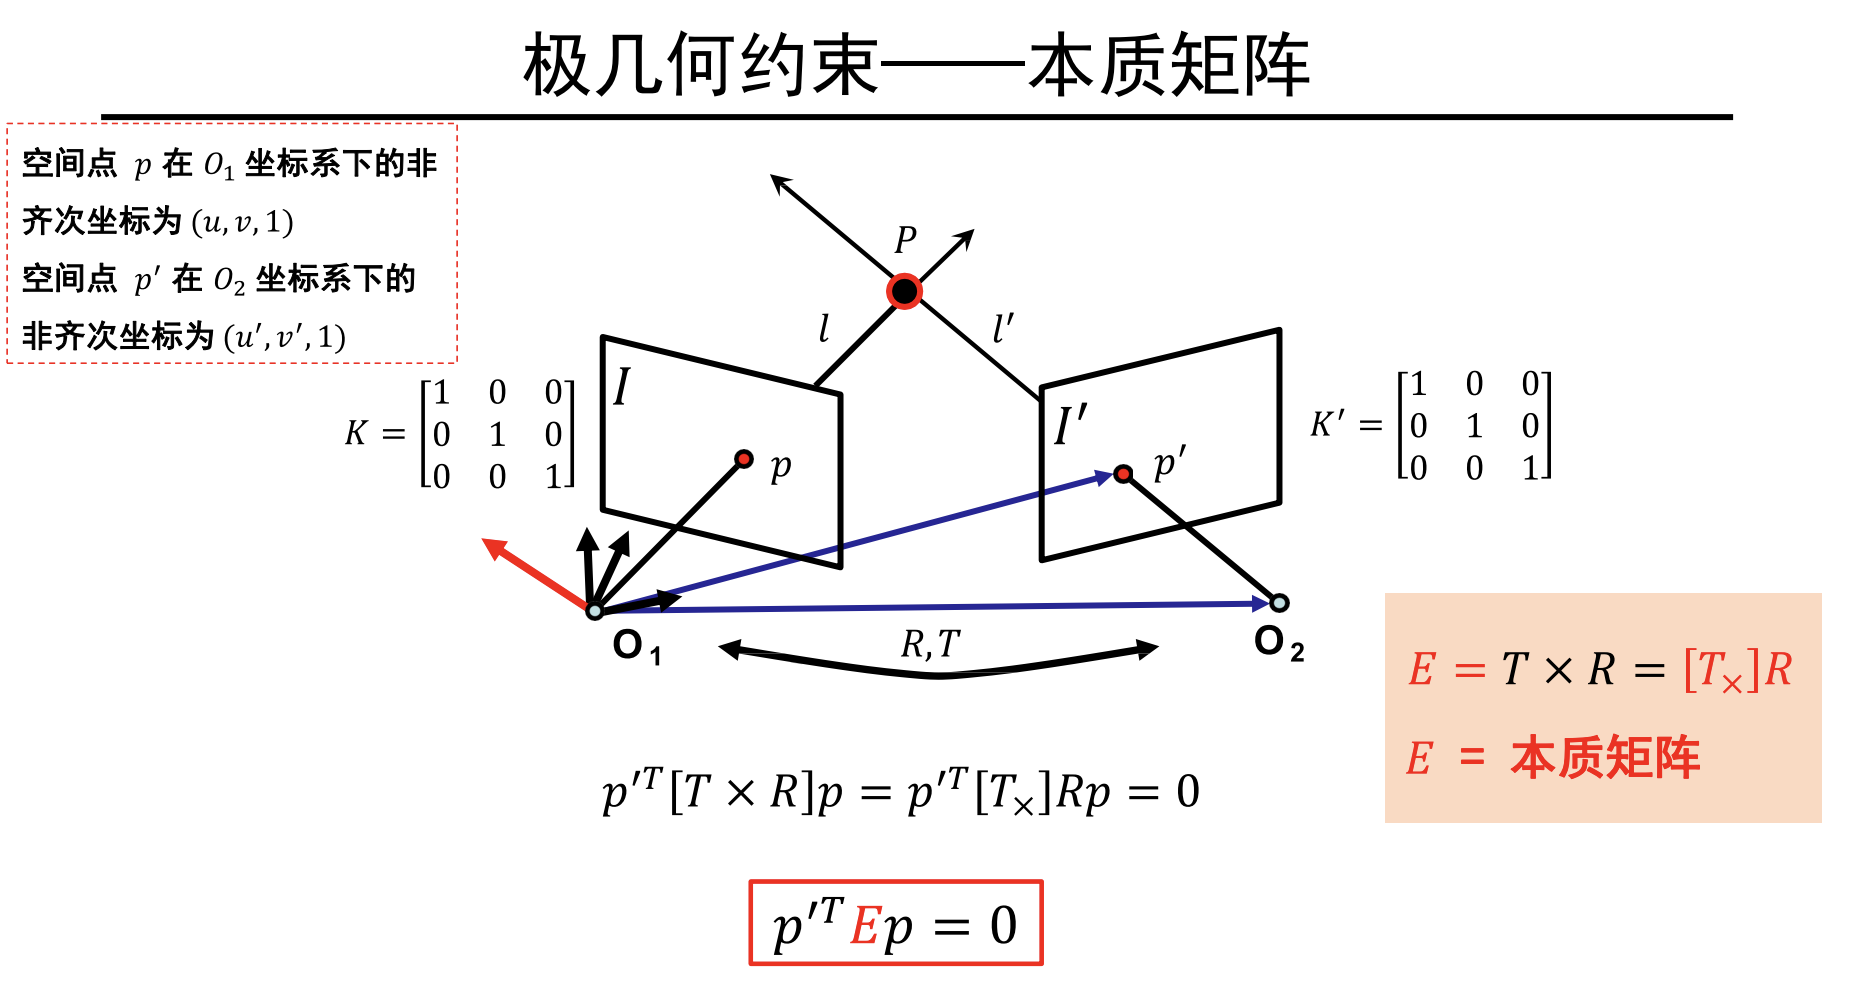 极几何约束——本质矩阵
空间点 p 在 O₁ 坐标系下的非
齐次坐标为 (u, v, 1)
空间点 p′ 在 O₂ 坐标系下的
非齐次坐标为 (u′, v′, 1)
P
l
l′
I
I′
K = [1 0 0
0 1 0
0 0 1]
K′ = [1 0 0
0 1 0
0 0 1]
p
p′
O₁
R, T
O₂
E = T × R = [T×]R
E = 本质矩阵
p′ᵀ[T × R]p = p′ᵀ[T×]Rp = 0
p′ᵀEp = 0